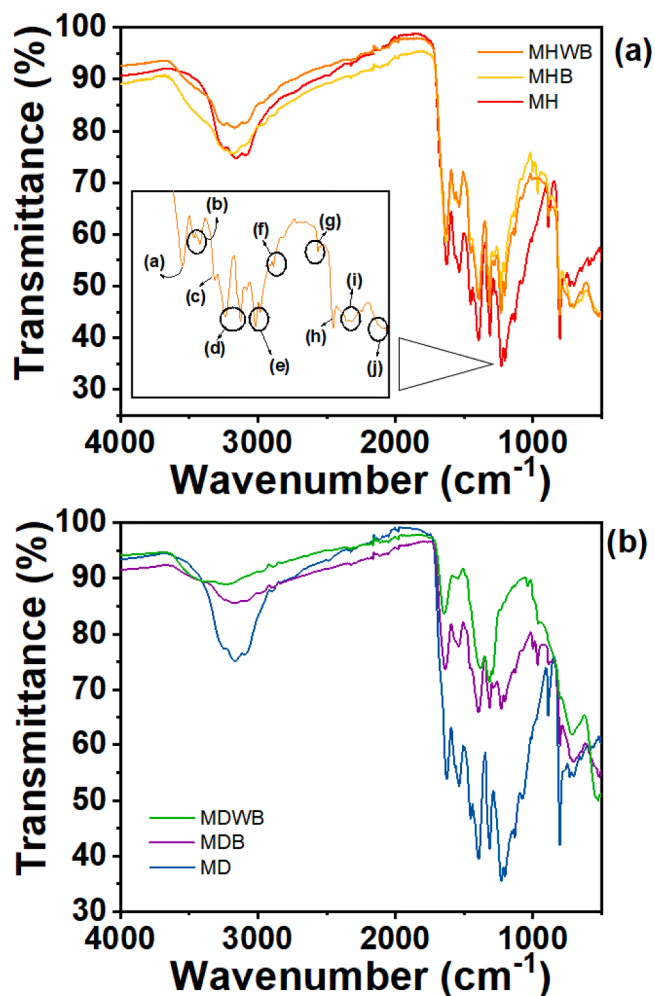 100
90
80
70
60
50
40
30
Transmittance (%)
MHWB
MHB
MH
(a)
(a)
(b)
(c)
(d)
(e)
(f)
(g)
(h)
(i)
(j)
4000 3000 2000 1000
Wavenumber (cm-1)
100
90
80
70
60
50
40
30
Transmittance (%)
(b)
MDWB
MDB
MD
4000 3000 2000 1000
Wavenumber (cm-1)